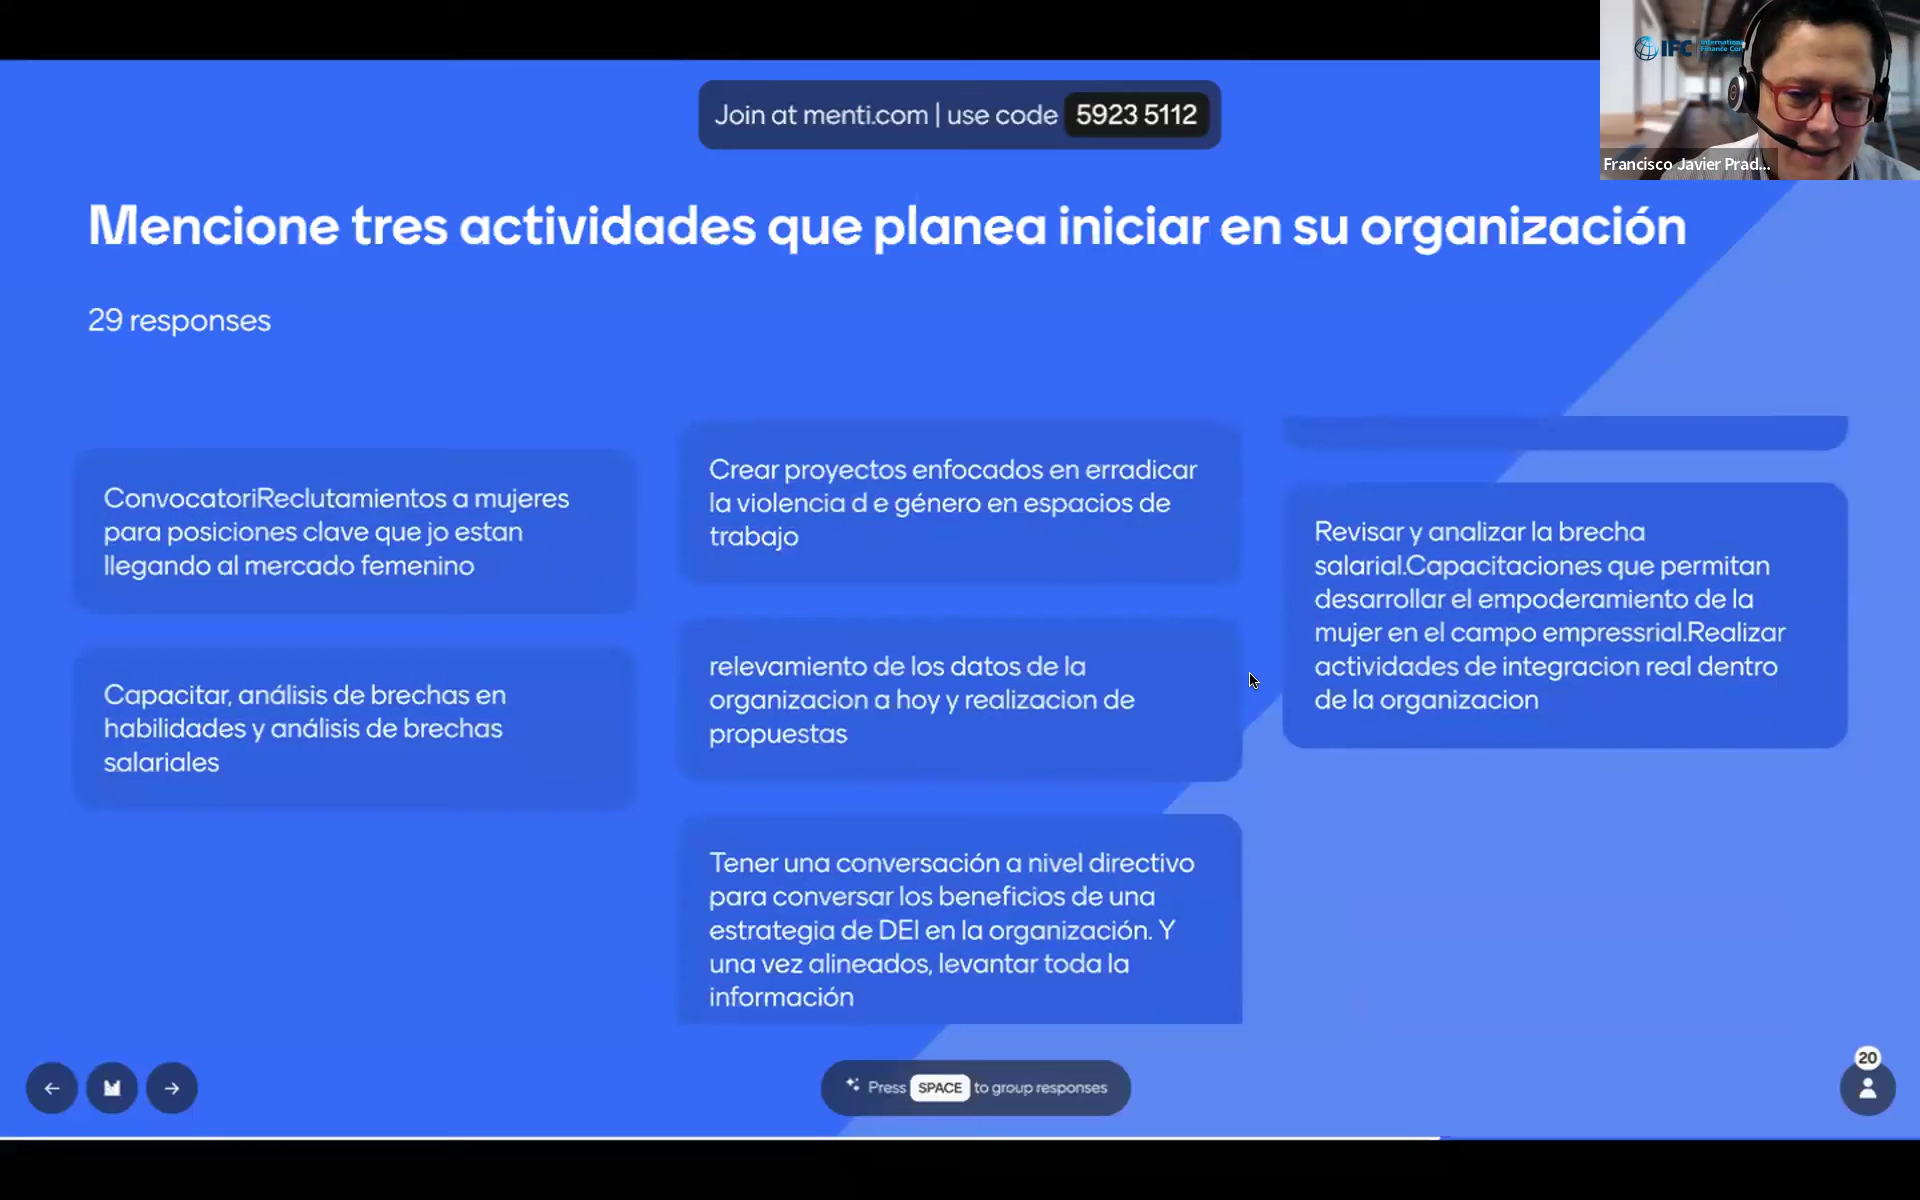 IFC
International
Finance Cor
Francisco Javier Prad...
Join at menti.com | use code 5923 5112
Mencione tres actividades que planea iniciar en su organización
29 responses
ConvocatoriReclutamientos a mujeres
para posiciones clave que jo estan
llegando al mercado femenino
Capacitar, análisis de brechas en
habilidades y análisis de brechas
salariales
Crear proyectos enfocados en erradicar
la violencia d e género en espacios de
trabajo
relevamiento de los datos de la
organizacion a hoy y realizacion de
propuestas
Tener una conversación a nivel directivo
para conversar los beneficios de una
estrategia de DEI en la organización. Y
una vez alineados, levantar toda la
información
Revisar y analizar la brecha
salarial.Capacitaciones que permitan
desarrollar el empoderamiento de la
mujer en el campo empressrial.Realizar
actividades de integracion real dentro
de la organizacion
Press SPACE to group responses
20